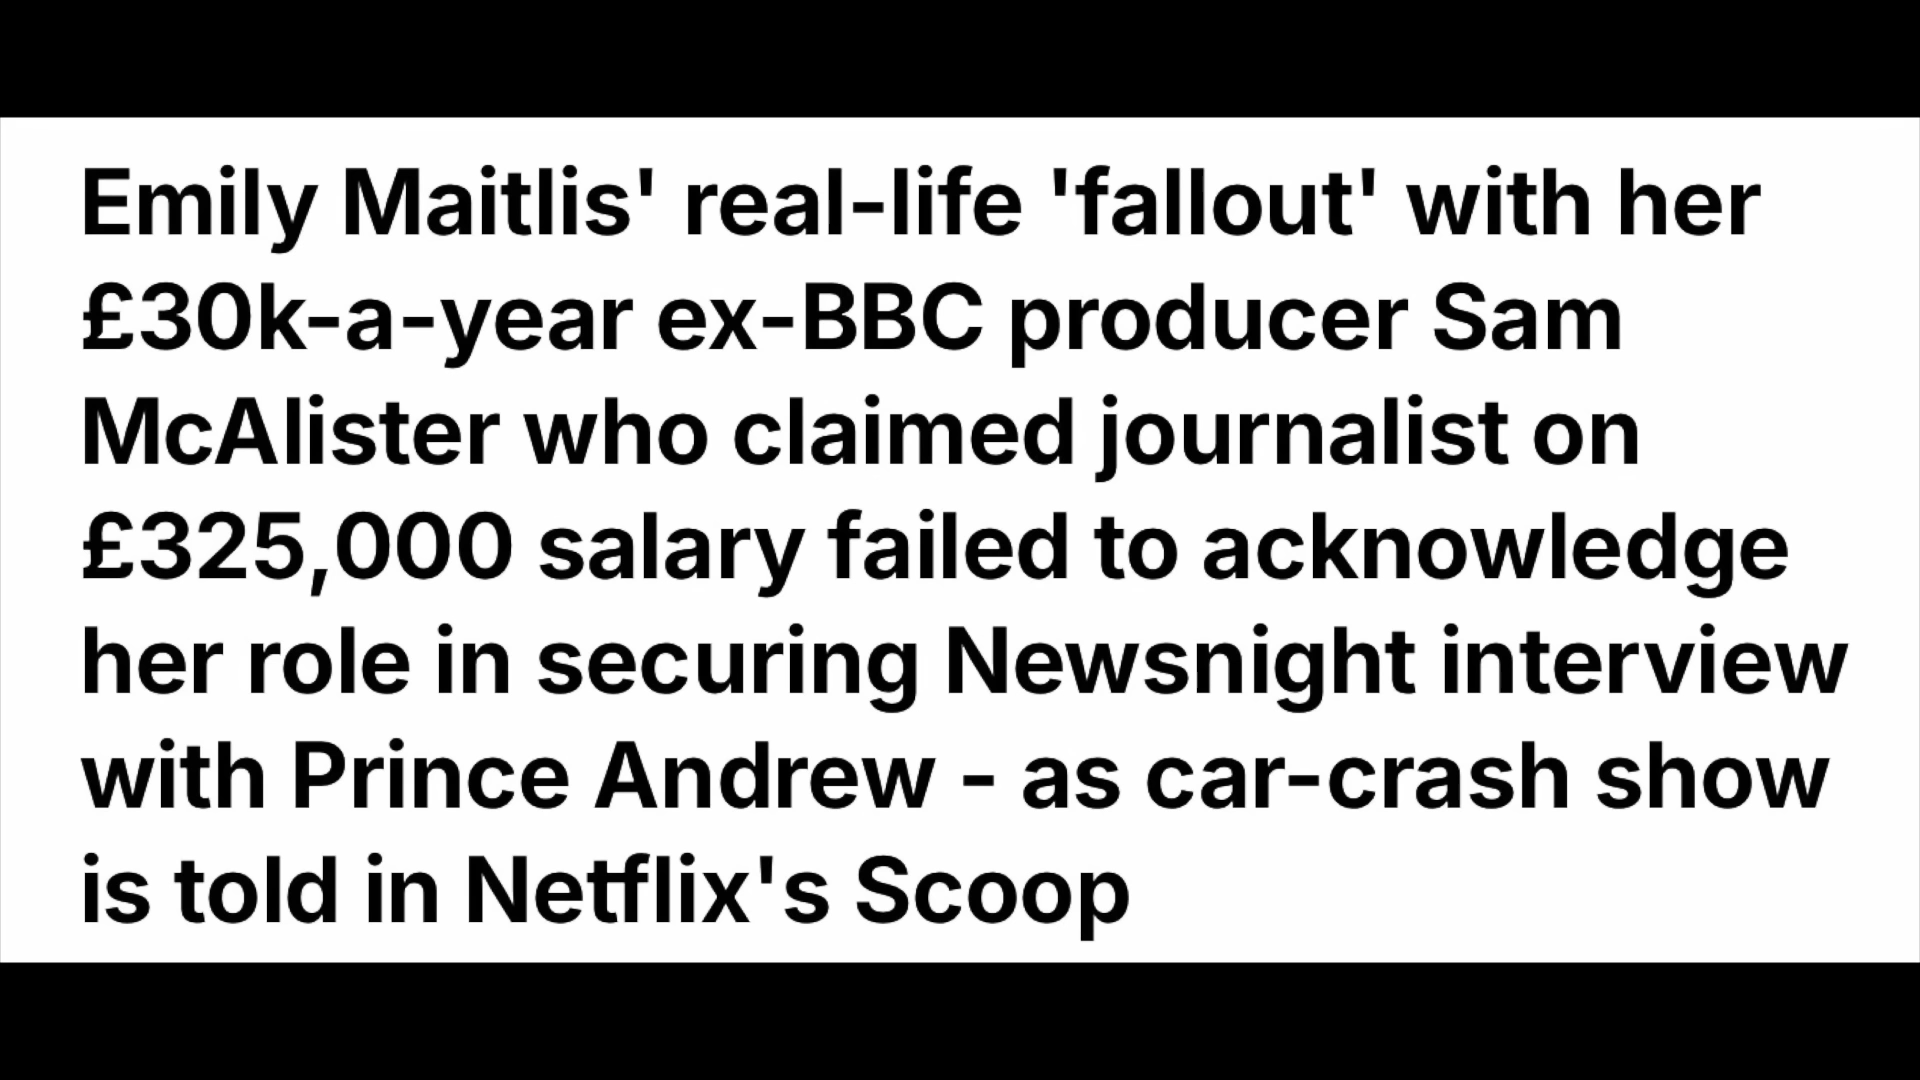 Emily Maitlis' real-life 'fallout' with her
£30k-a-year ex-BBC producer Sam
McAlister who claimed journalist on
£325,000 salary failed to acknowledge
her role in securing Newsnight interview
with Prince Andrew - as car-crash show
is told in Netflix's Scoop